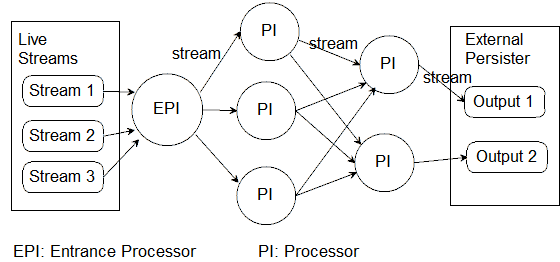 Live
Streams
Stream 1
Stream 2
Stream 3
EPI
stream
PI
PI
PI
stream
PI
PI
stream
External
Persister
Output 1
Output 2
EPI: Entrance Processor
PI: Processor